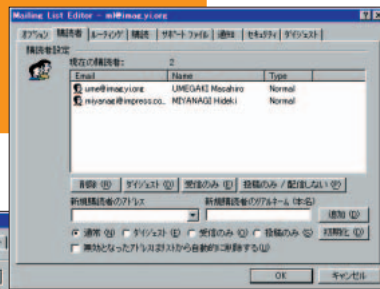 Mailing List Editor - ml@imag.yi.org
オプション 購読者 ルーティング 購読 サポートファイル 通知 セキュリティ ダイジェスト
購読者設定
現在の購読者: 2
Email Name Type
ume@imag.yi.org UMEGAKI Masahiro Normal
miyanagi@impress.co... MIYANAGI Hideki Normal
削除(R) ダイジェスト(D) 受信のみ(E) 投稿のみ / 配信しない(P)
新規購読者のアドレス 新規購読者のリアルネーム (本名)
追加(D)
通常(N) ダイジェスト(E) 受信のみ(O) 投稿のみ(S) 初期化(D)
無効となったアドレスはリストから自動的に削除する(U)
OK キャンセル